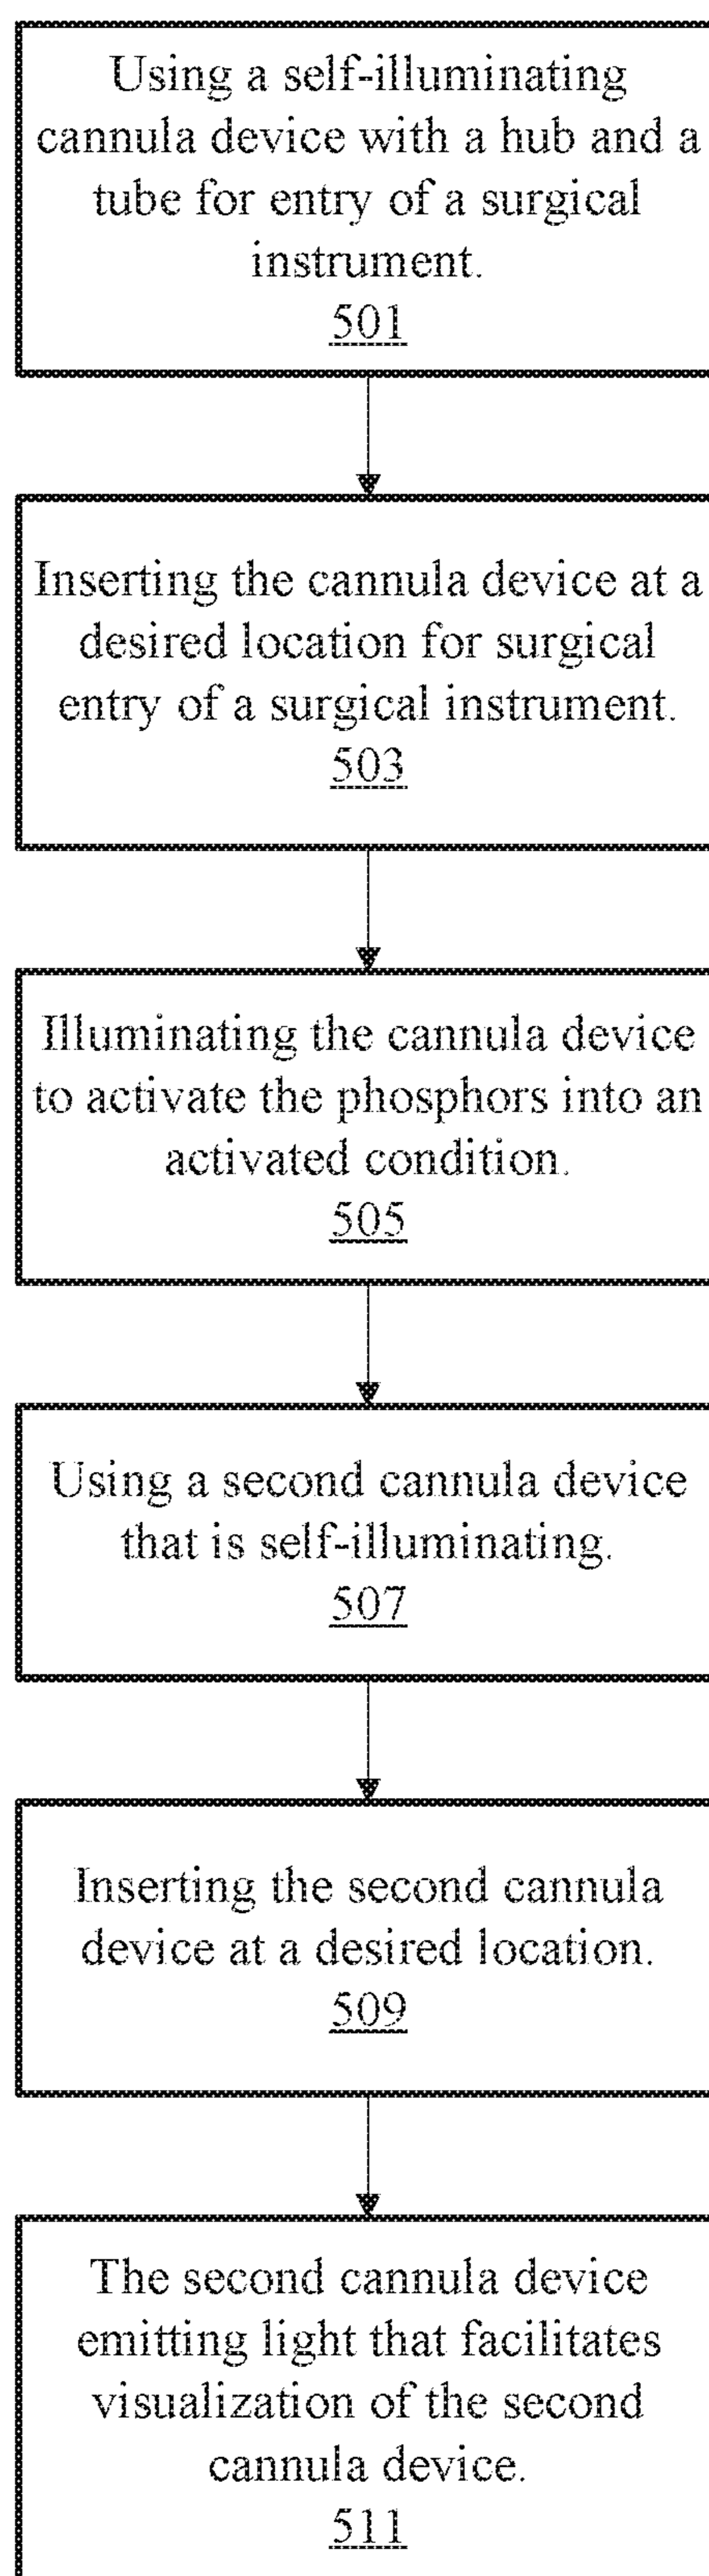 Using a self-illuminating
cannula device with a hub and a
tube for entry of a surgical
instrument.
501
Inserting the cannula device at a
desired location for surgical
entry of a surgical instrument.
503
Illuminating the cannula device
to activate the phosphors into an
activated condition.
505
Using a second cannula device
that is self-illuminating.
507
Inserting the second cannula
device at a desired location.
509
The second cannula device
emitting light that facilitates
visualization of the second
cannula device.
511